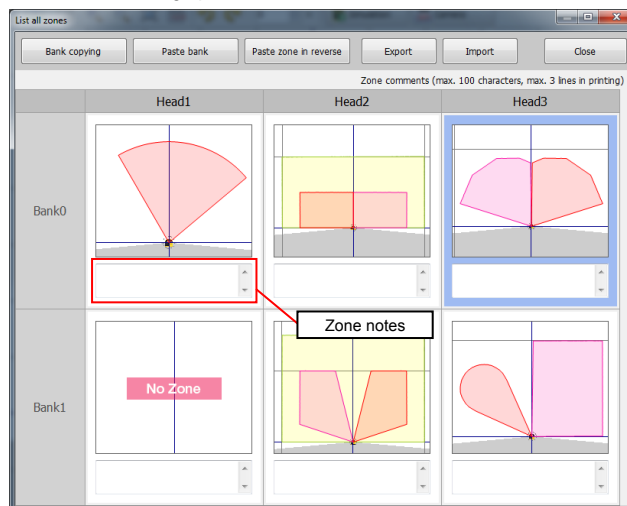 List all zones
Bank copying Paste bank Paste zone in reverse Export Import Close
Zone comments (max. 100 characters, max. 3 lines in printing)
Head1 Head2 Head3
Bank0
Zone notes
No Zone
Bank1